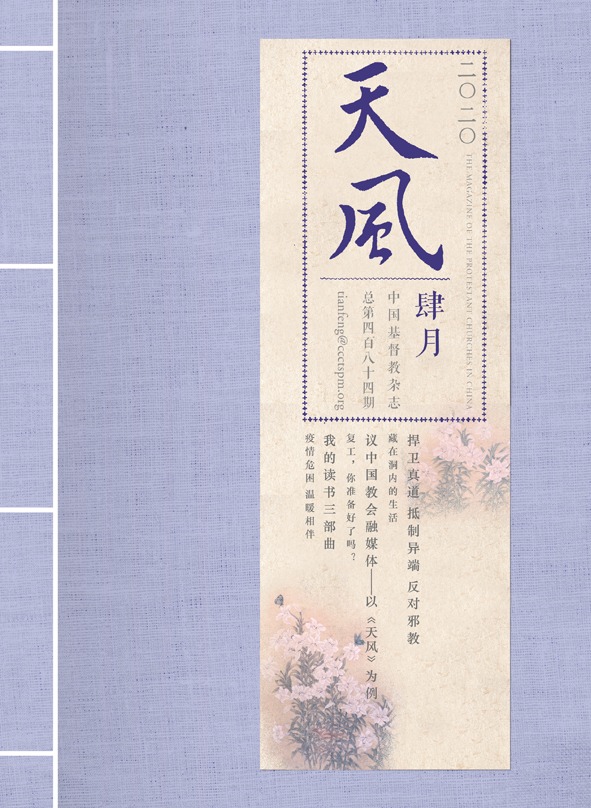 二〇二〇
THE MAGAZINE OF THE PROTESTANT CHURCHES IN CHINA
天風
肆月
中国基督教杂志
总第四百八十四期
tianfeng@ccctspm.org
捍卫真道 抵制异端 反对邪教
藏在洞内的生活
议中国教会融媒体——以《天风》为例
复工，你准备好了吗？
我的读书三部曲
疫情危困 温暖相伴